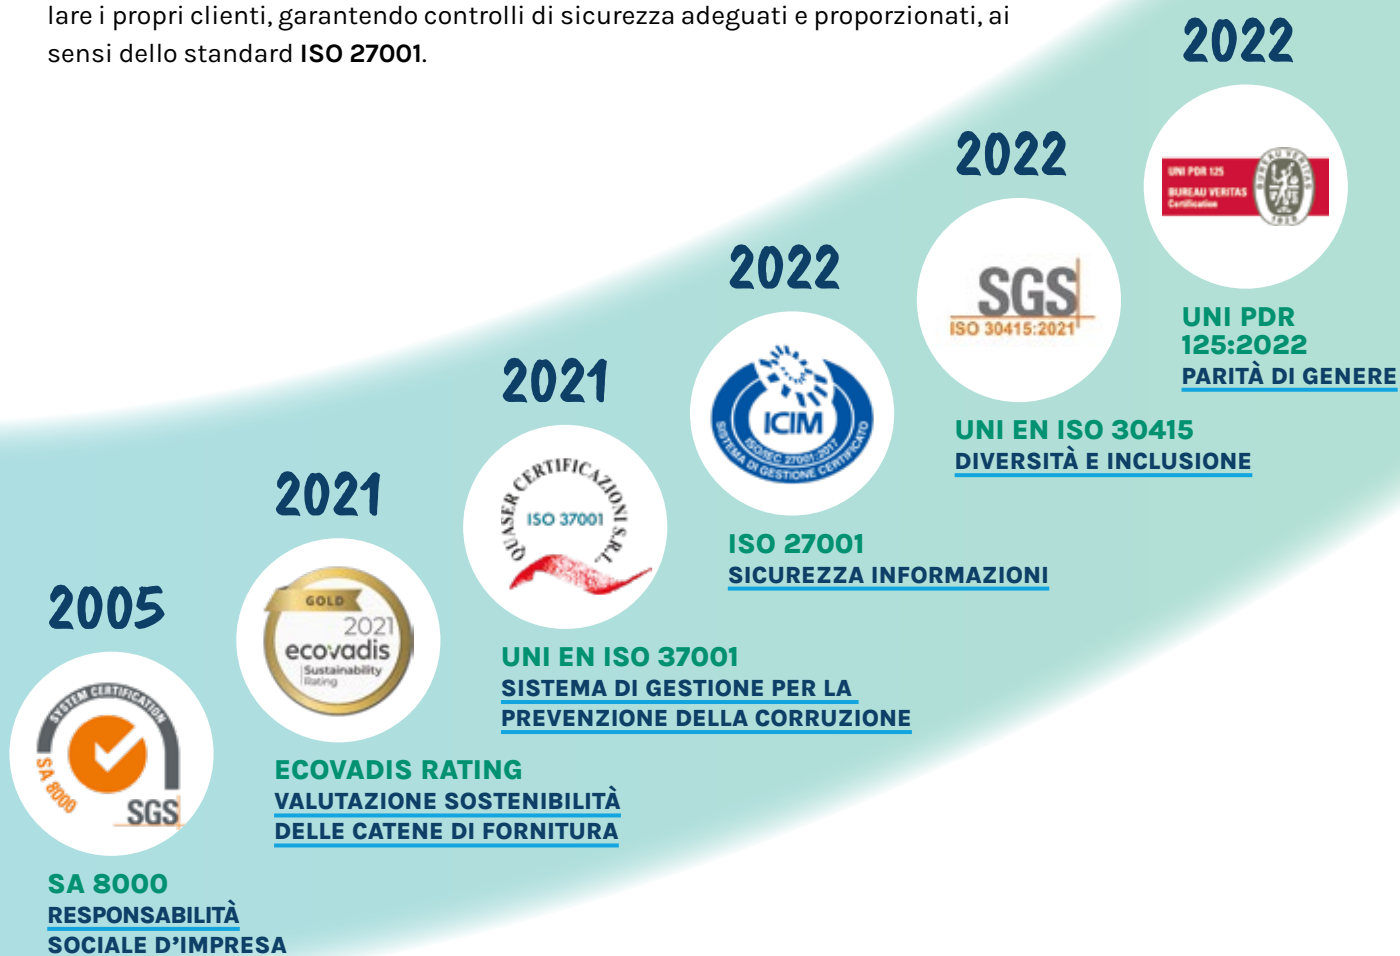 lare i propri clienti, garantendo controlli di sicurezza adeguati e proporzionati, ai
sensi dello standard ISO 27001.
2005
SYSTEM CERTIFICATION
SA 8000
SGS
SA 8000
RESPONSABILITÀ
SOCIALE D’IMPRESA
2021
GOLD
2021
ecovadis
Sustainability
Rating
ECOVADIS RATING
VALUTAZIONE SOSTENIBILITÀ
DELLE CATENE DI FORNITURA
2021
QUASER CERTIFICAZIONI S.R.L.
ISO 37001
UNI EN ISO 37001
SISTEMA DI GESTIONE PER LA
PREVENZIONE DELLA CORRUZIONE
2022
ICIM
ISO/IEC 27001:2017
SISTEMA DI GESTIONE CERTIFICATO
ISO 27001
SICUREZZA INFORMAZIONI
2022
SGS
ISO 30415:2021
UNI EN ISO 30415
DIVERSITÀ E INCLUSIONE
2022
UNI PDR 125
BUREAU VERITAS
Certification
BUREAU VERITAS
1828
UNI PDR
125:2022
PARITÀ DI GENERE